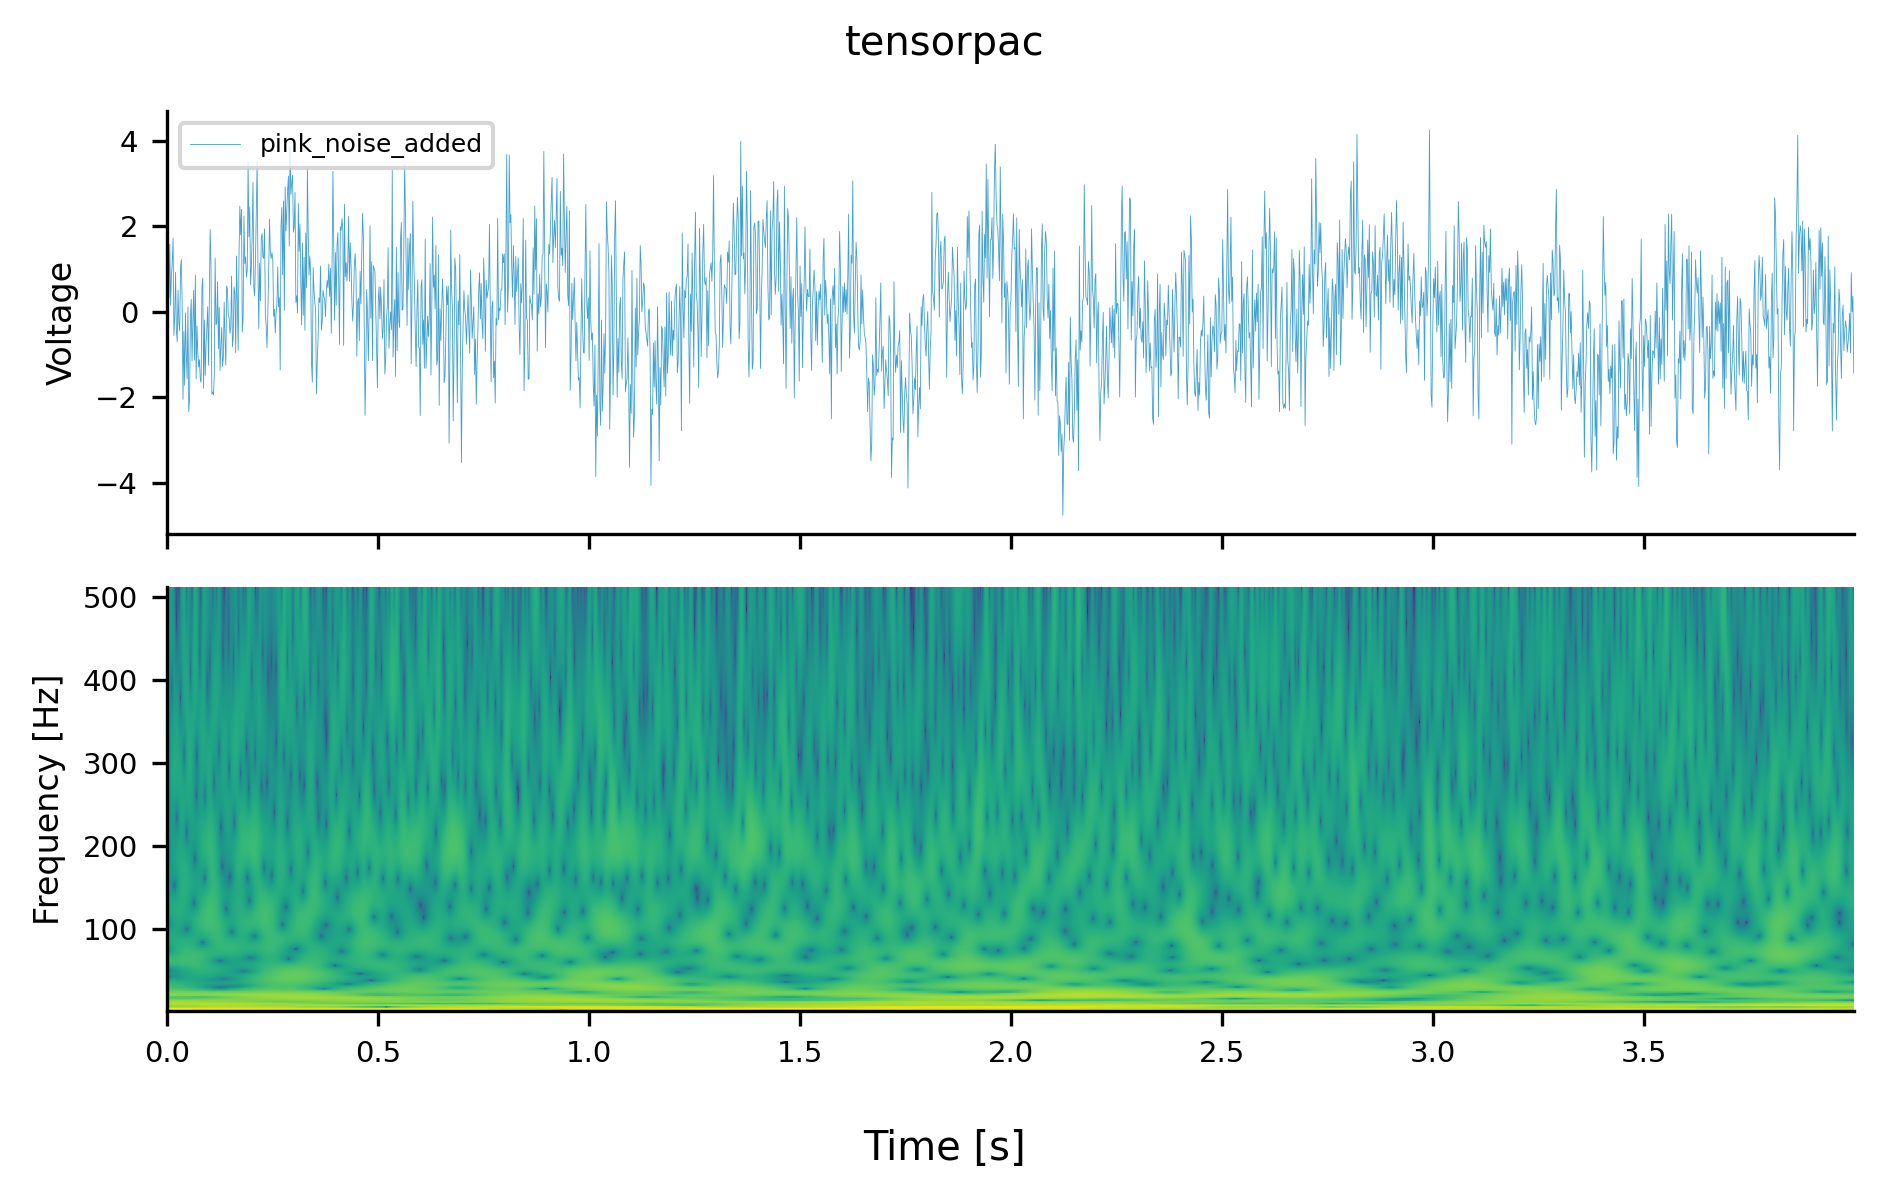 tensorpac
pink_noise_added
Voltage
4
2
0
−2
−4
Frequency [Hz]
500
400
300
200
100
0.0 0.5 1.0 1.5 2.0 2.5 3.0 3.5
Time [s]